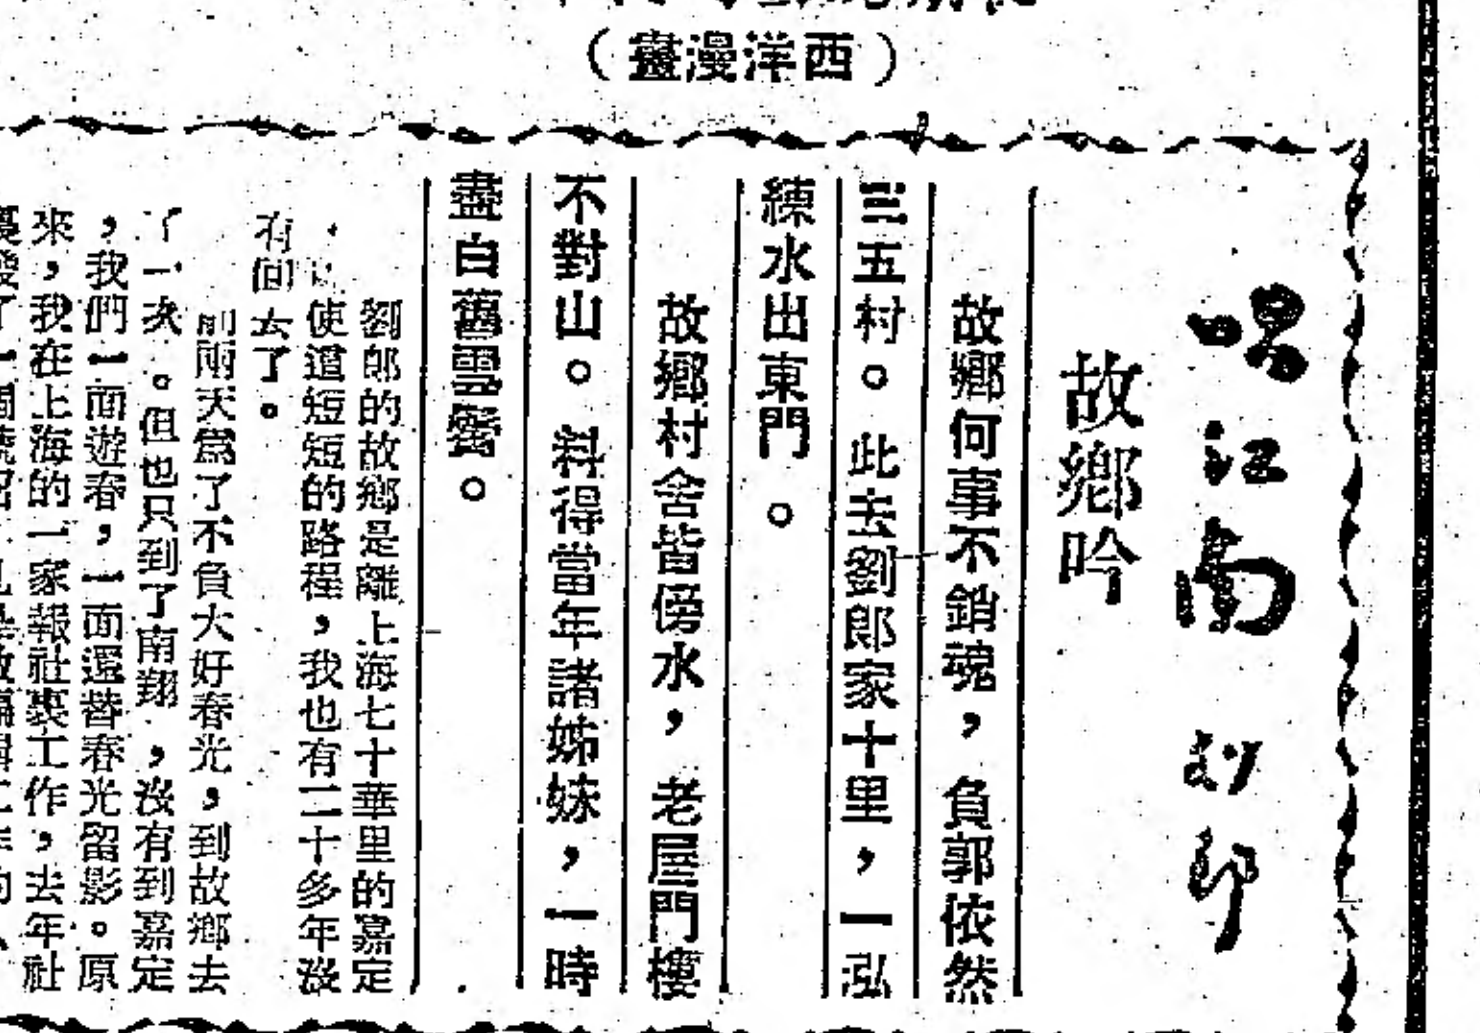 （西洋漫畫）
唱江南 劉郎
故鄉吟
故鄉何事不銷魂，負郭依然
三五村。此去劉郎家十里，一泓
練水出東門。
故鄉村舍皆傍水，老屋門樓
不對山。料得當年諸姊妹，一時
盡白舊雲鬟。
劉郎的故鄉是離上海七十華里的嘉定
，使這短短的路程，我也有二十多年沒
有回去了。
前兩天爲了不負大好春光，到故鄉去
了一次。但也只到了南翔，沒有到嘉定
，我們一面遊春，一面還替春光留影。原
來，我在上海的一家報社裏工作，去年社